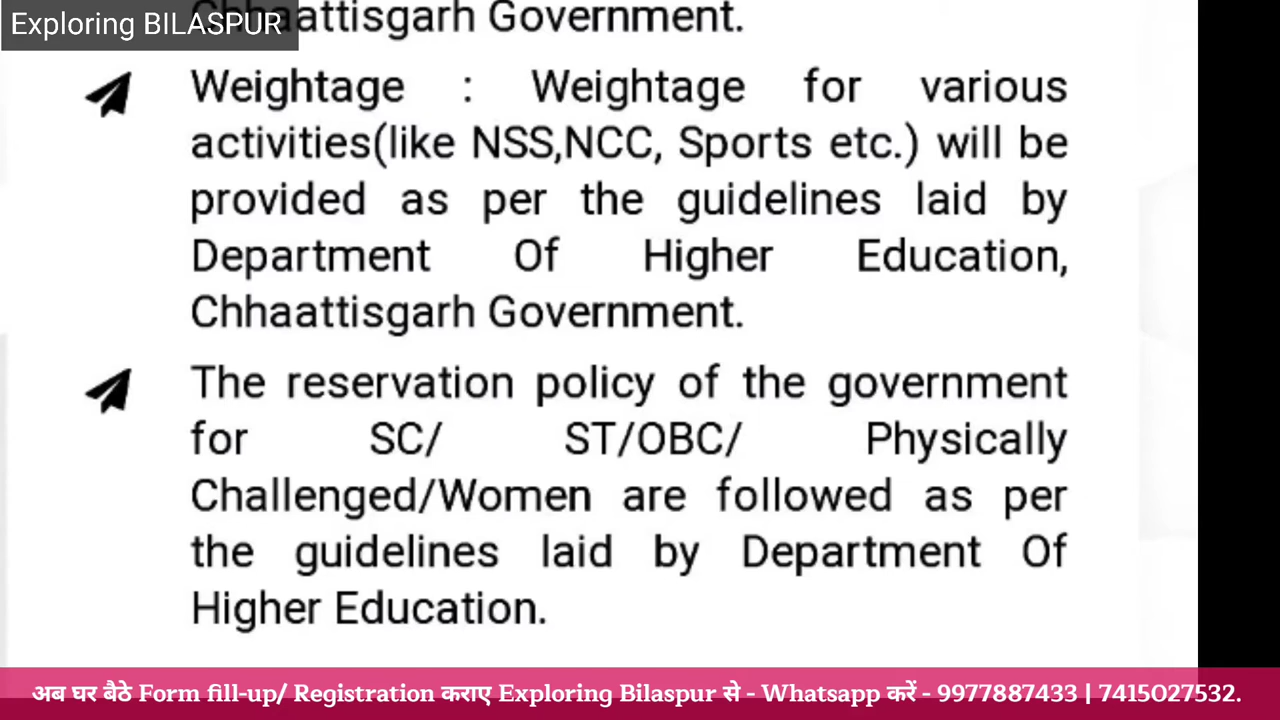 Exploring BILASPUR
Chhaattisgarh Government.
Weightage : Weightage for various
activities(like NSS,NCC, Sports etc.) will be
provided as per the guidelines laid by
Department Of Higher Education,
Chhaattisgarh Government.
The reservation policy of the government
for SC/ ST/OBC/ Physically
Challenged/Women are followed as per
the guidelines laid by Department Of
Higher Education.
अब घर बैठे Form fill-up/ Registration कराए Exploring Bilaspur से - Whatsapp करें - 9977887433 | 7415027532.